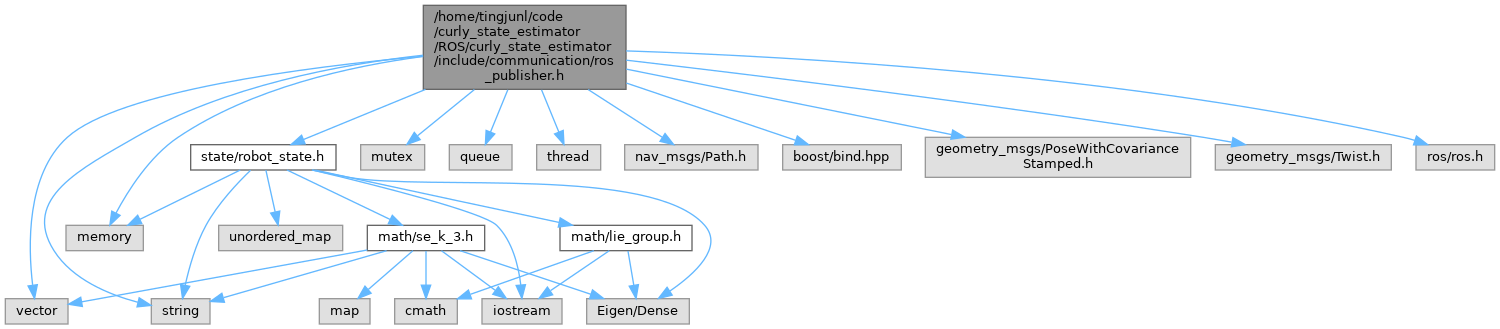 /home/tingjunl/code
/curly_state_estimator
/ROS/curly_state_estimator
/include/communication/ros
_publisher.h
state/robot_state.h
mutex
queue
thread
nav_msgs/Path.h
boost/bind.hpp
geometry_msgs/PoseWithCovariance
Stamped.h
geometry_msgs/Twist.h
ros/ros.h
memory
unordered_map
math/se_k_3.h
math/lie_group.h
vector
string
map
cmath
iostream
Eigen/Dense